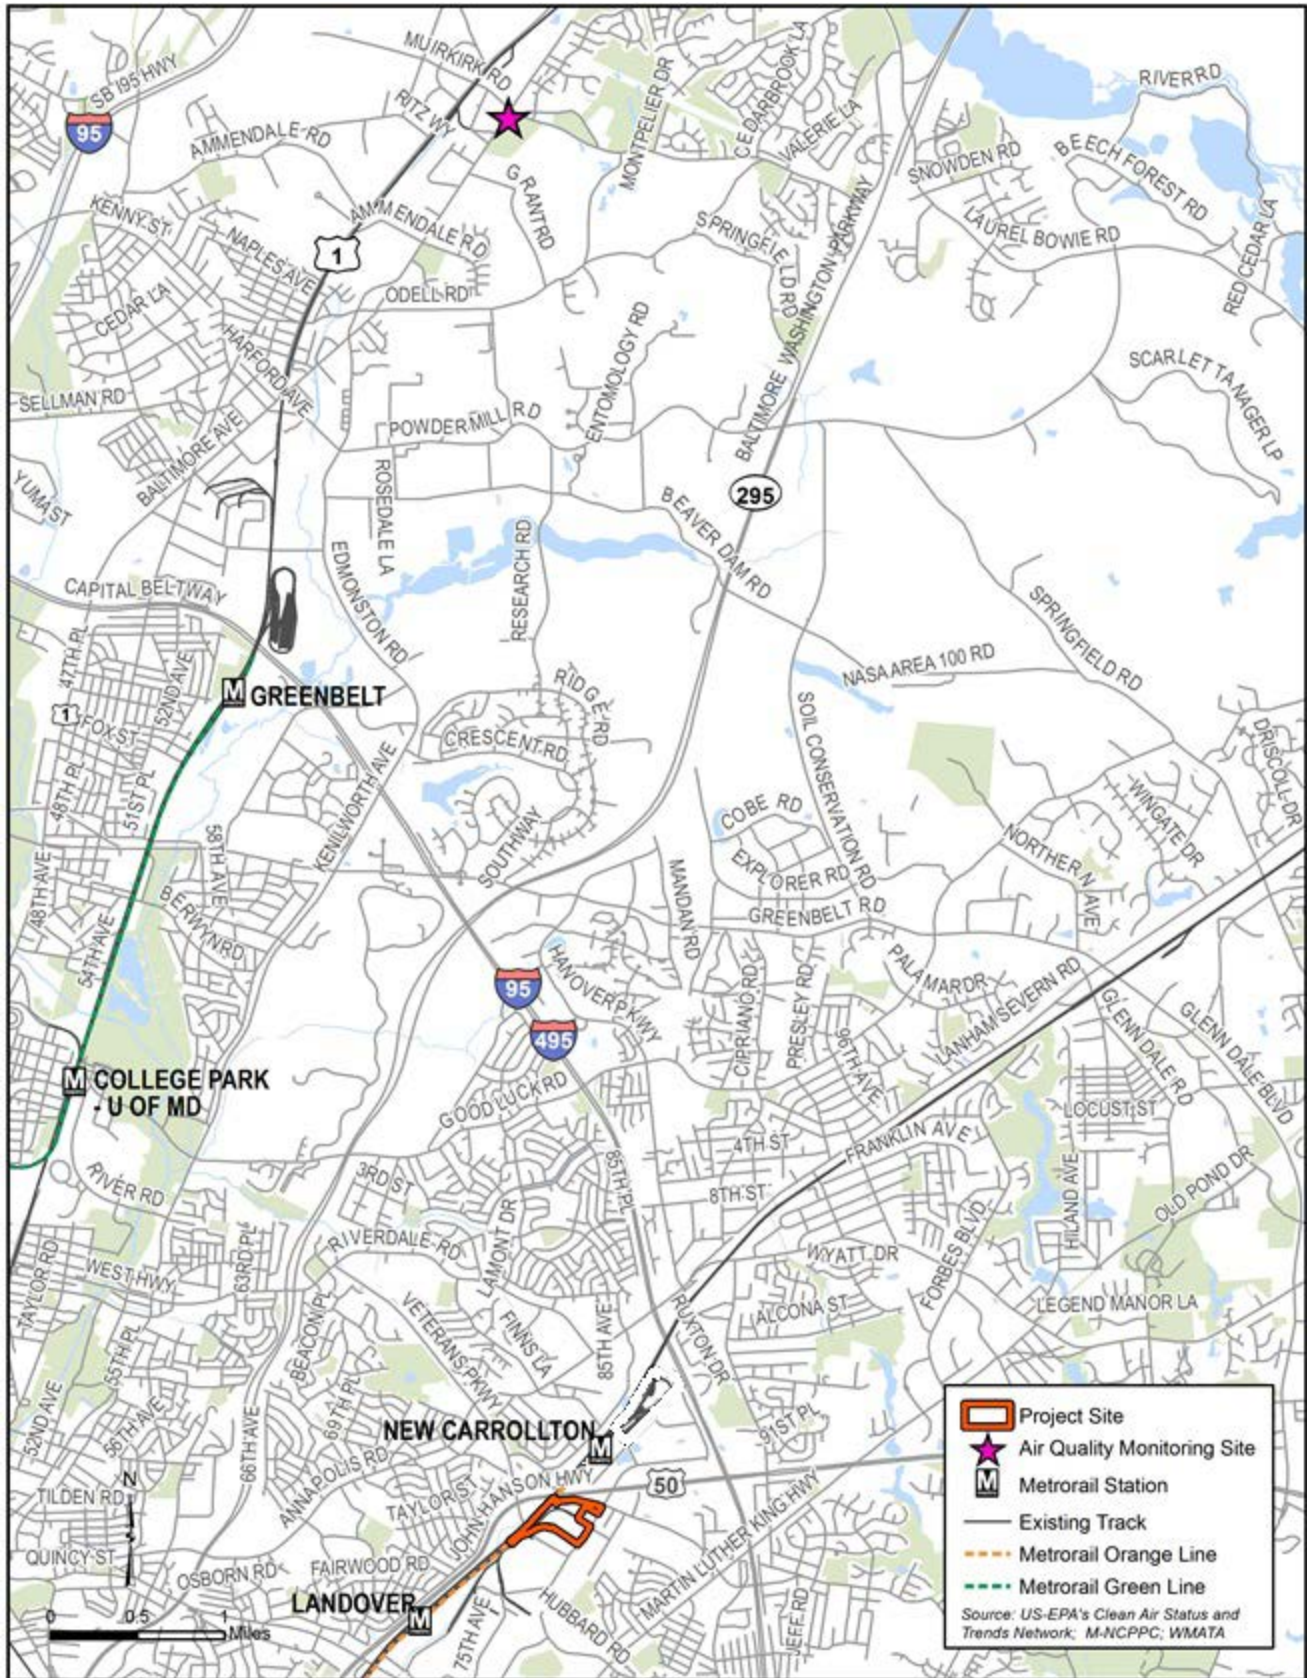 MUIRKIRK RD
RIVER RD
SB I95 HWY
95
RITZ WY
AMMENDALE RD
MONTPELIER DR
CEDARBROOK LA
VALERIE LA
SNOWDEN RD
BEECH FOREST RD
GRANT RD
KENNY ST
AMMENDALE RD
NAPLES AVE
1
SPRINGFIELD RD
LAUREL BOWIE RD
RED CEDAR LA
CEDAR LA
ODELL RD
BALTIMORE WASHINGTON PARKWAY
HARFORD AVE
ENTOMOLOGY RD
SCARLET TANAGER LP
SELLMAN RD
POWDER MILL RD
BALTIMORE AVE
YUMA ST
ROSEDALE LA
295
BEAVER DAM RD
EDMONSTON RD
RESEARCH RD
CAPITAL BELTWAY
SPRINGFIELD RD
47TH PL
52ND AVE
NASA AREA 100 RD
M GREENBELT
RIDGE RD
1
FOX ST
CRESCENT RD
SOIL CONSERVATION RD
DRISCOLL DR
48TH PL
51ST PL
KENILWORTH AVE
COBE RD
WINGATE DR
58TH AVE
SOUTHWAY
NORTHERN AVE
48TH AVE
BERWYN RD
MANDAN RD
EXPLORER RD
GREENBELT RD
54TH AVE
HANOVER PKWY
PALAMAR DR
95
CIPRIANO RD
PRESLEY RD
LANHAM SEVERN RD
GLENN DALE RD
GLENN DALE BLVD
495
96TH AVE
M COLLEGE PARK
- U OF MD
GOOD LUCK RD
LOCUST ST
4TH ST
FRANKLIN AVE
RIVER RD
3RD ST
85TH PL
8TH ST
HILAND AVE
OLD POND DR
LAMONT DR
RIVERDALE RD
63RD PL
WYATT DR
FORBES BLVD
TAYLOR RD
WEST HWY
BEACON PL
VETERANS PKWY
FINNS LA
85TH AVE
RUXTON DR
ALCONA ST
LEGEND MANOR LA
55TH PL
69TH PL
52ND AVE
56TH AVE
66TH AVE
NEW CARROLLTON M
91ST PL
N
ANNAPOLIS RD
TAYLOR ST
JOHN HANSON HWY
50
TILDEN RD
QUINCY ST
OSBORN RD
FAIRWOOD RD
MARTIN LUTHER KING HWY
LANDOVER M
75TH AVE
HUBBARD RD
JEFF RD
0 0.5 1
Miles
Project Site
Air Quality Monitoring Site
M Metrorail Station
Existing Track
Metrorail Orange Line
Metrorail Green Line
Source: US-EPA's Clean Air Status and
Trends Network; M-NCPPC; WMATA